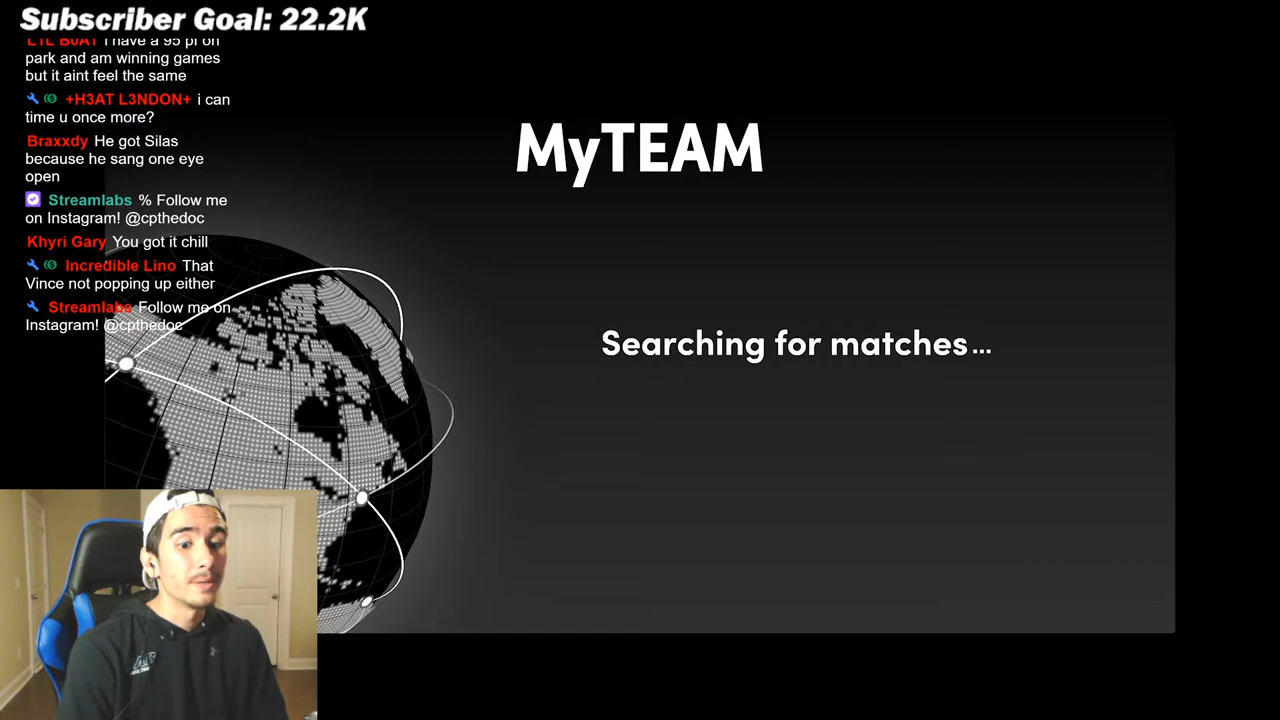 Subscriber Goal: 22.2K
LIL BOAT I have a 95 pf on
park and am winning games
but it aint feel the same
+H3AT L3NDON+ i can
time u once more?
Braxxdy He got Silas
because he sang one eye
open
Streamlabs % Follow me
on Instagram! @cpthedoc
Khyri Gary You got it chill
Incredible Lino That
Vince not popping up either
Streamlabs Follow me on
Instagram! @cpthedoc
MyTEAM
Searching for matches...